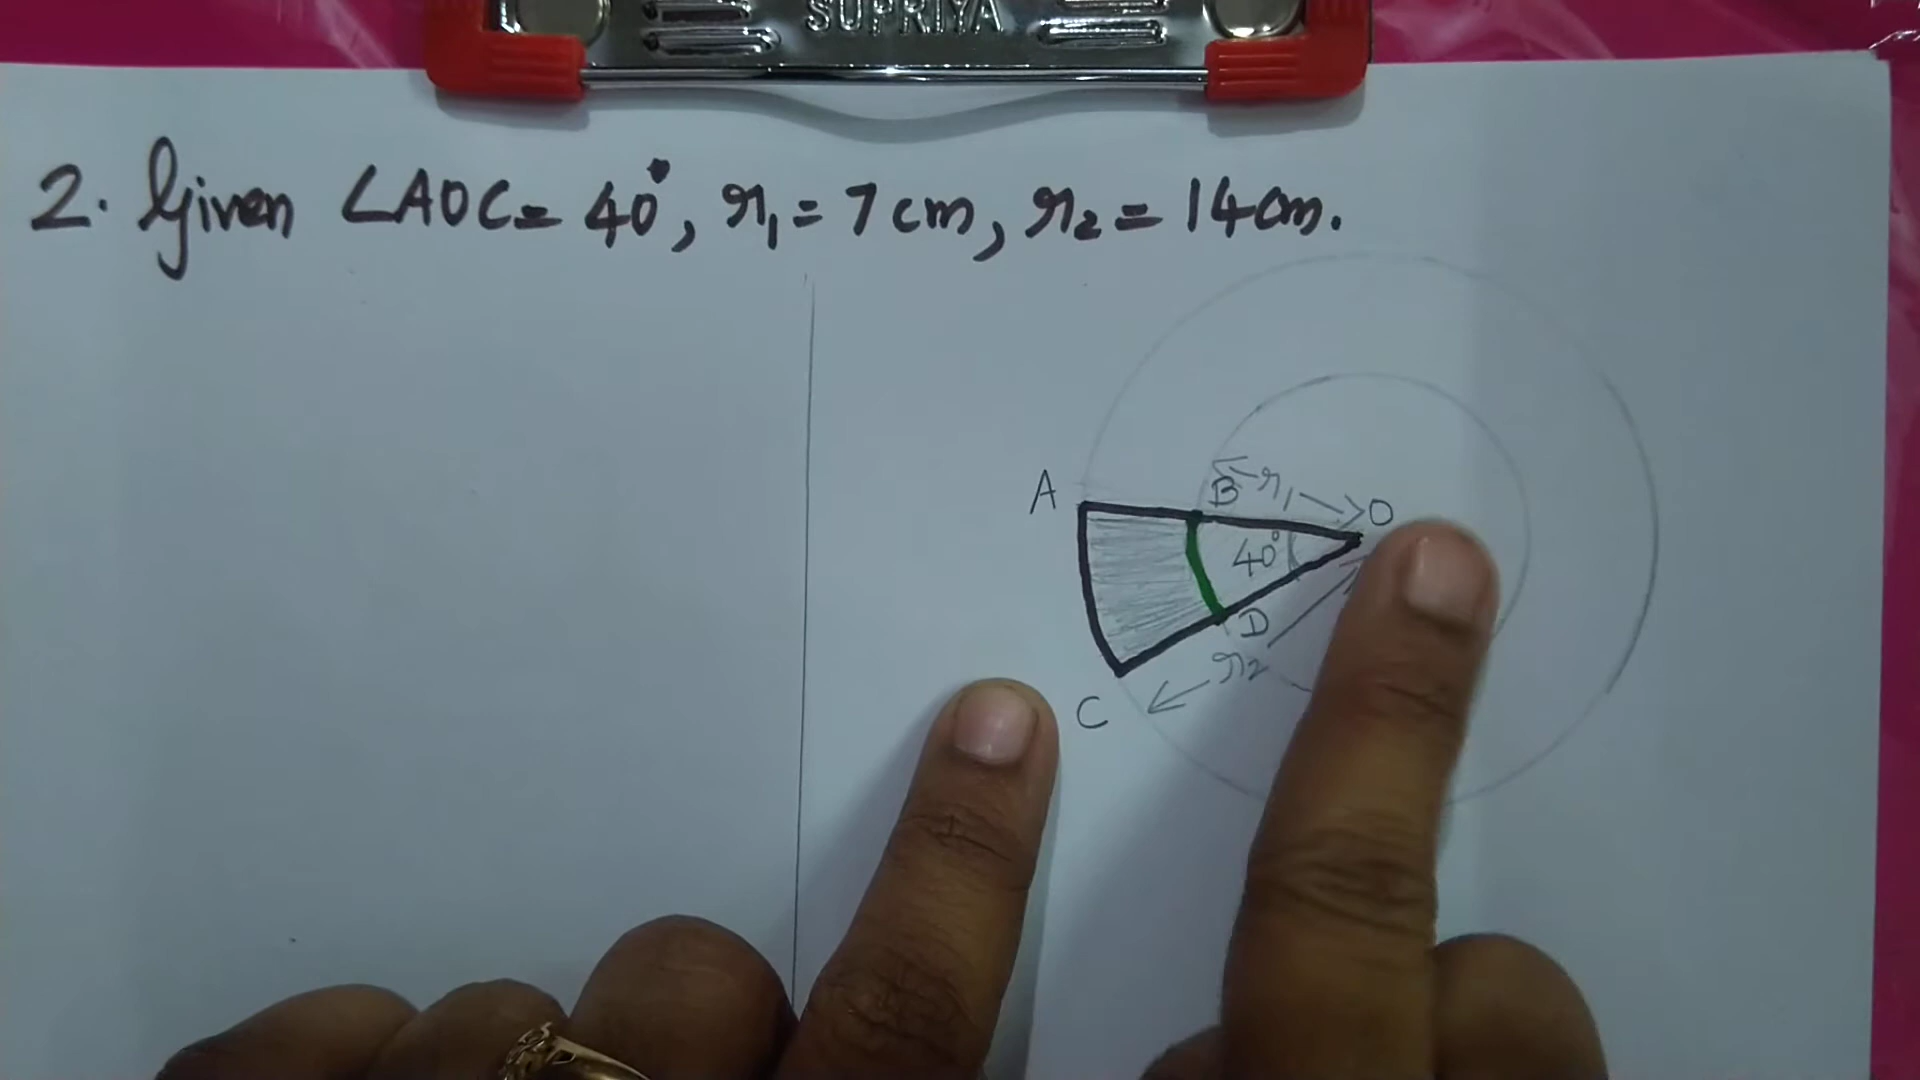 SUPRIYA
2. Given ∠AOC = 40°, r₁ = 7 cm, r₂ = 14 cm.
A B r₁ O
40°
D
r₂
C